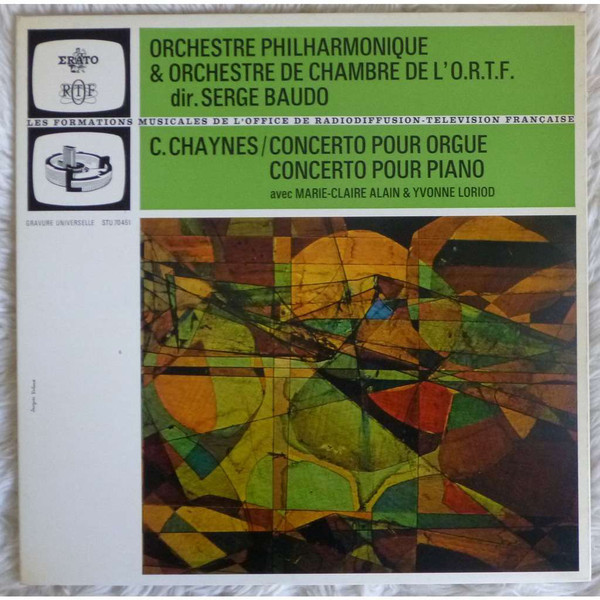 ERATO
RTF
ORCHESTRE PHILHARMONIQUE
& ORCHESTRE DE CHAMBRE DE L'O.R.T.F.
dir. SERGE BAUDO
LES FORMATIONS MUSICALES DE L'OFFICE DE RADIODIFFUSION-TELEVISION FRANÇAISE
C. CHAYNES/CONCERTO POUR ORGUE
CONCERTO POUR PIANO
avec MARIE-CLAIRE ALAIN & YVONNE LORIOD
GRAVURE UNIVERSELLE STU.70451